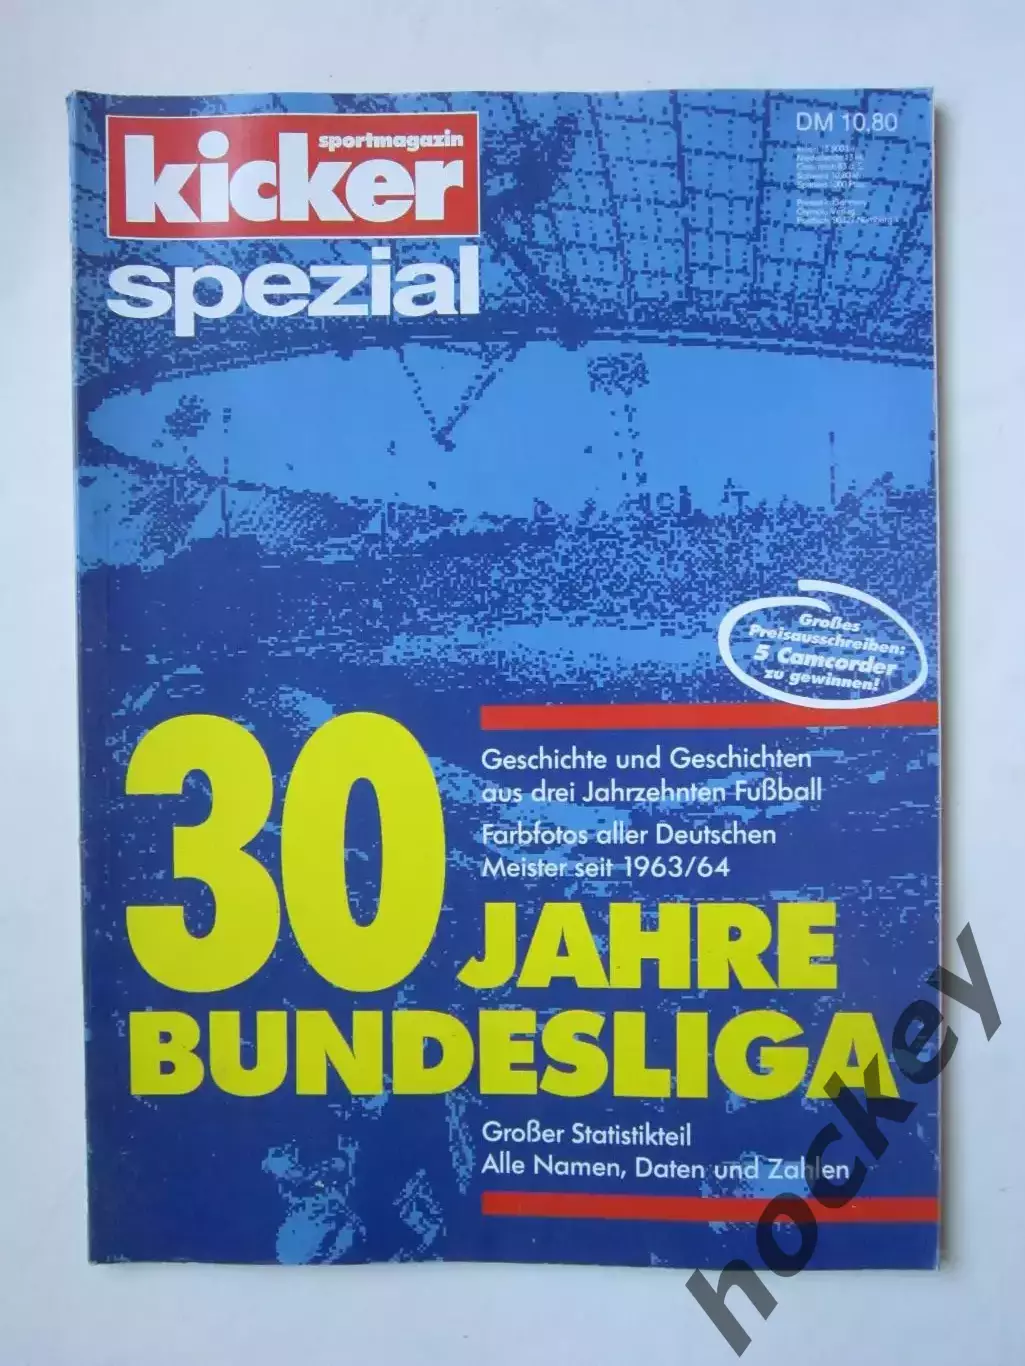 sportmagazin
kicker
spezial
DM 10,80
Großes
Preisausschreiben:
5 Camcorder
zu gewinnen!
Geschichte und Geschichten
aus drei Jahrzehnten Fußball
Farbfotos aller Deutschen
Meister seit 1963/64
30 JAHRE
BUNDESLIGA
Großer Statistikteil
Alle Namen, Daten und Zahlen
hockey